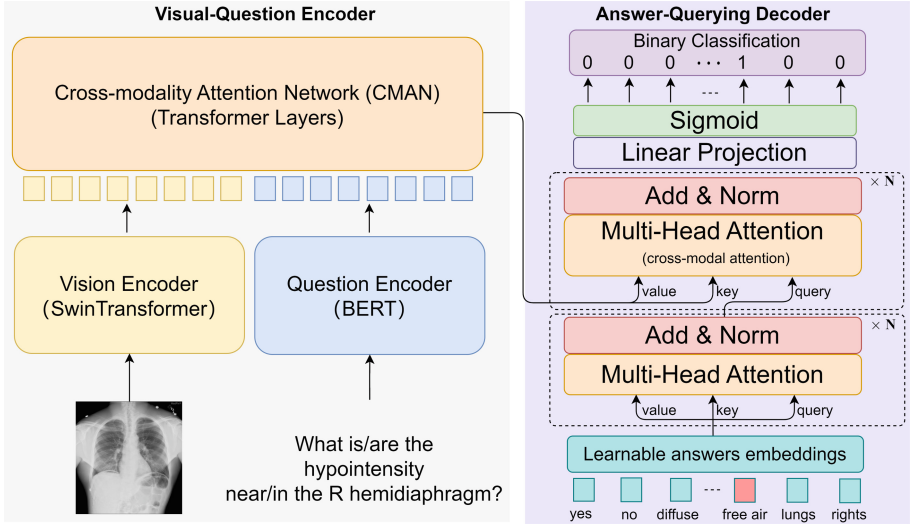 Visual-Question Encoder
Cross-modality Attention Network (CMAN)
(Transformer Layers)
Vision Encoder
(SwinTransformer)
Question Encoder
(BERT)
What is/are the
hypointensity
near/in the R hemidiaphragm?
Answer-Querying Decoder
Binary Classification
0 0 0 ··· 1 0 0
---
Sigmoid
Linear Projection
× N
Add & Norm
Multi-Head Attention
(cross-modal attention)
value key query
× N
Add & Norm
Multi-Head Attention
value key query
Learnable answers embeddings
---
yes no diffuse free air lungs rights